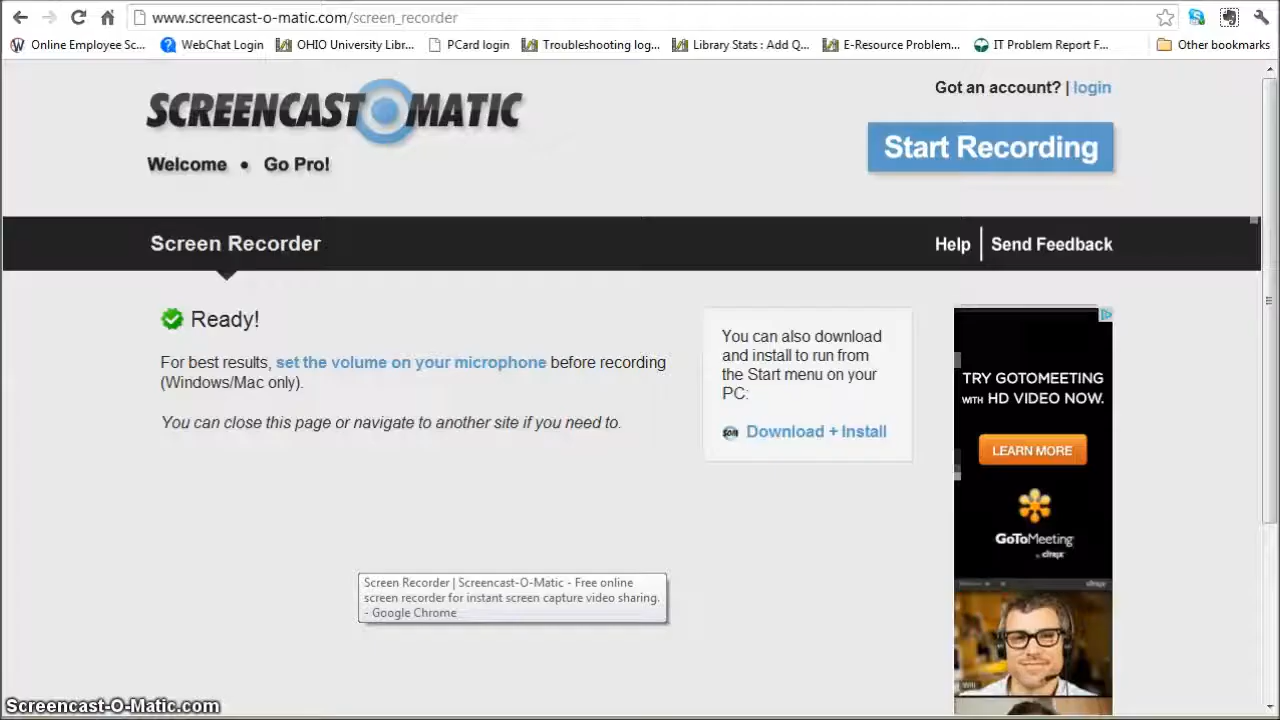 www.screencast-o-matic.com/screen_recorder
Online Employee Sc... WebChat Login OHIO University Libr... PCard login Troubleshooting log... Library Stats : Add Q... E-Resource Problem... IT Problem Report F... Other bookmarks
SCREENCAST-O-MATIC
Got an account? | login
Start Recording
Welcome • Go Pro!
Screen Recorder
Help | Send Feedback
Ready!
For best results, set the volume on your microphone before recording
(Windows/Mac only).
You can close this page or navigate to another site if you need to.
You can also download
and install to run from
the Start menu on your
PC:
Download + Install
TRY GOTOMEETING
WITH HD VIDEO NOW.
LEARN MORE
GoToMeeting
by citrix
Screen Recorder | Screencast-O-Matic - Free online
screen recorder for instant screen capture video sharing.
- Google Chrome
Screencast-O-Matic.com